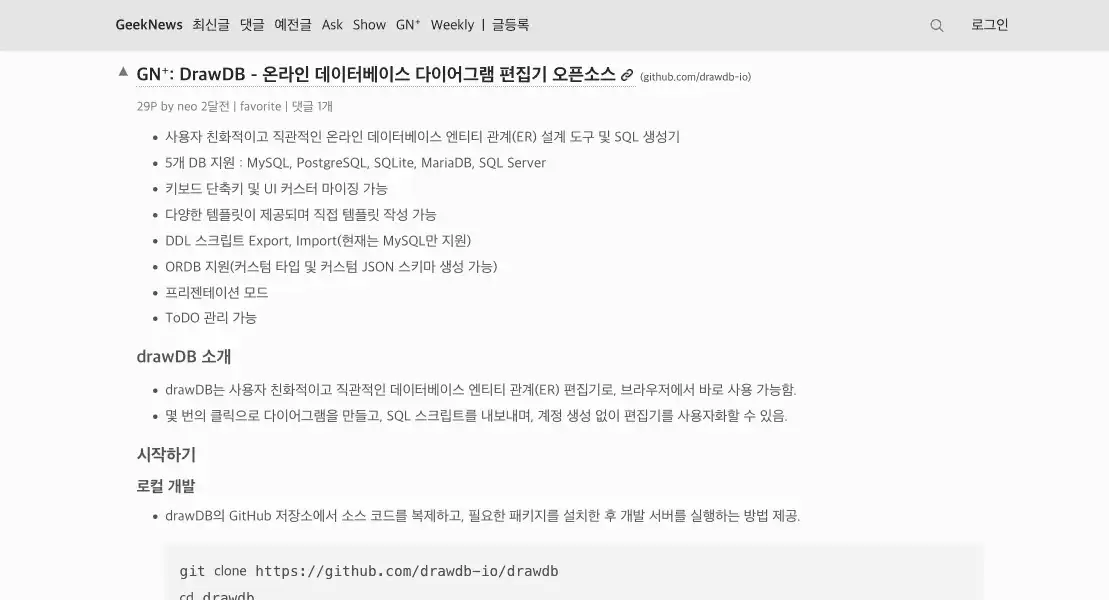 GeekNews 최신글 댓글 예전글 Ask Show GN⁺ Weekly | 글등록 로그인
▲ GN⁺: DrawDB - 온라인 데이터베이스 다이어그램 편집기 오픈소스 (github.com/drawdb-io)
29P by neo 2달전 | favorite | 댓글 1개
• 사용자 친화적이고 직관적인 온라인 데이터베이스 엔티티 관계(ER) 설계 도구 및 SQL 생성기
• 5개 DB 지원 : MySQL, PostgreSQL, SQLite, MariaDB, SQL Server
• 키보드 단축키 및 UI 커스터 마이징 가능
• 다양한 템플릿이 제공되며 직접 템플릿 작성 가능
• DDL 스크립트 Export, Import(현재는 MySQL만 지원)
• ORDB 지원(커스텀 타입 및 커스텀 JSON 스키마 생성 가능)
• 프리젠테이션 모드
• ToDO 관리 가능
drawDB 소개
• drawDB는 사용자 친화적이고 직관적인 데이터베이스 엔티티 관계(ER) 편집기로, 브라우저에서 바로 사용 가능함.
• 몇 번의 클릭으로 다이어그램을 만들고, SQL 스크립트를 내보내며, 계정 생성 없이 편집기를 사용자화할 수 있음.
시작하기
로컬 개발
• drawDB의 GitHub 저장소에서 소스 코드를 복제하고, 필요한 패키지를 설치한 후 개발 서버를 실행하는 방법 제공.
git clone https://github.com/drawdb-io/drawdb
cd drawdb